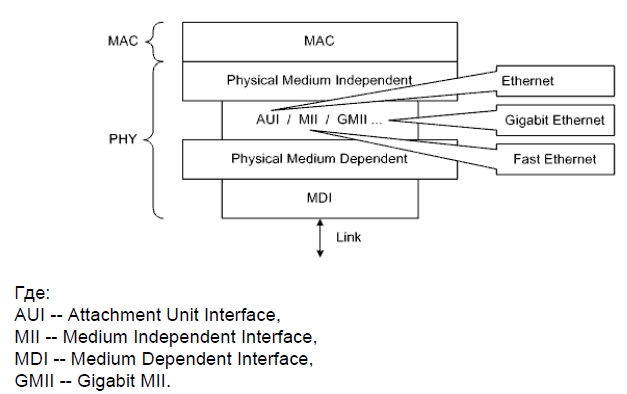 MAC
MAC
Physical Medium Independent
Ethernet
AUI / MII / GMII ...
Gigabit Ethernet
PHY
Physical Medium Dependent
Fast Ethernet
MDI
Link
Где:
AUI -- Attachment Unit Interface,
MII -- Medium Independent Interface,
MDI -- Medium Dependent Interface,
GMII -- Gigabit MII.